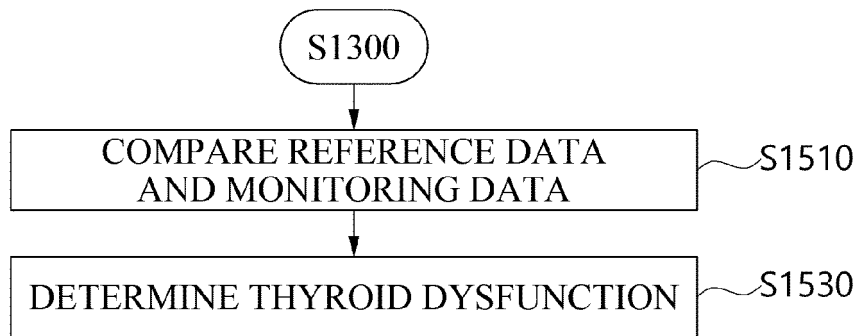 S1300
COMPARE REFERENCE DATA
AND MONITORING DATA
S1510
DETERMINE THYROID DYSFUNCTION
S1530